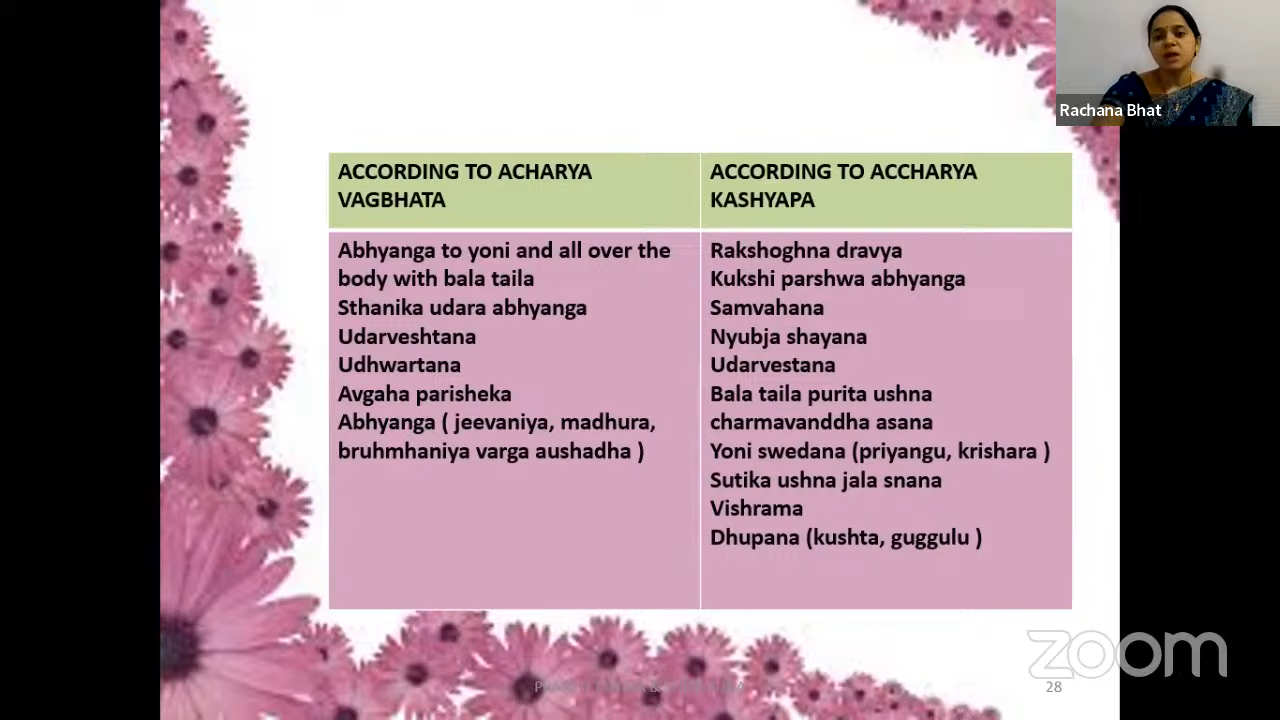 Rachana Bhat
ACCORDING TO ACHARYA
VAGBHATA
ACCORDING TO ACCHARYA
KASHYAPA
Abhyanga to yoni and all over the
body with bala taila
Sthanika udara abhyanga
Udarveshtana
Udhwartana
Avgaha parisheka
Abhyanga ( jeevaniya, madhura,
bruhmhaniya varga aushadha )
Rakshoghna dravya
Kukshi parshwa abhyanga
Samvahana
Nyubja shayana
Udarvestana
Bala taila purita ushna
charmavanddha asana
Yoni swedana (priyangu, krishara )
Sutika ushna jala snana
Vishrama
Dhupana (kushta, guggulu )
zoom
28